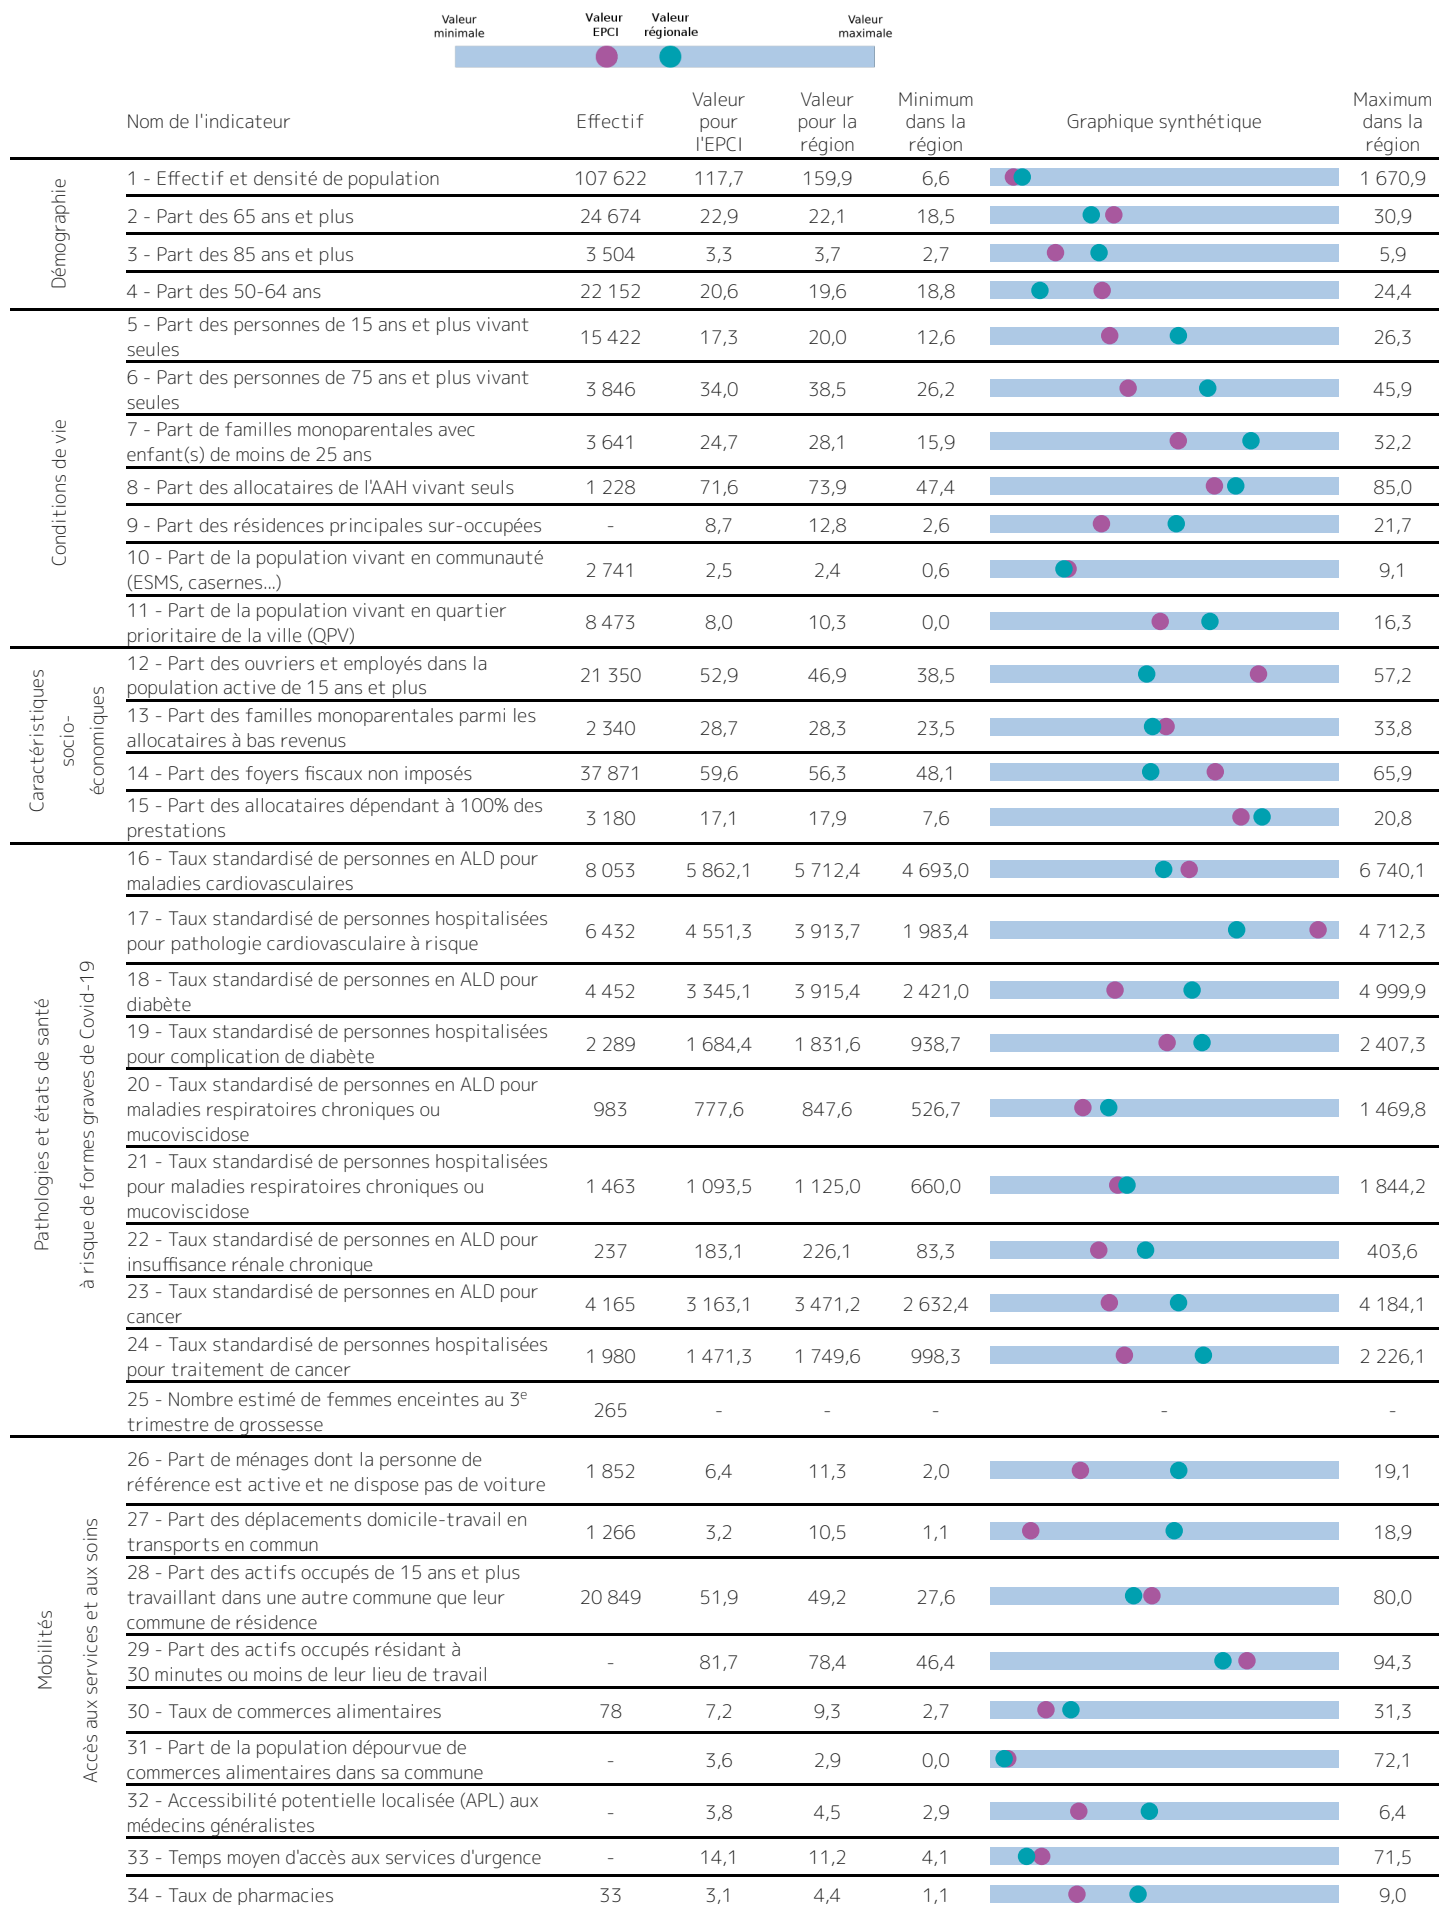 Valeur minimale
Valeur EPCI
Valeur régionale
Valeur maximale
Nom de l'indicateur Effectif Valeur pour l'EPCI Valeur pour la région Minimum dans la région Graphique synthétique Maximum dans la région
Démographie
1 - Effectif et densité de population 107 622 117,7 159,9 6,6 1 670,9
2 - Part des 65 ans et plus 24 674 22,9 22,1 18,5 30,9
3 - Part des 85 ans et plus 3 504 3,3 3,7 2,7 5,9
4 - Part des 50-64 ans 22 152 20,6 19,6 18,8 24,4
Conditions de vie
5 - Part des personnes de 15 ans et plus vivant
seules 15 422 17,3 20,0 12,6 26,3
6 - Part des personnes de 75 ans et plus vivant
seules 3 846 34,0 38,5 26,2 45,9
7 - Part de familles monoparentales avec
enfant(s) de moins de 25 ans 3 641 24,7 28,1 15,9 32,2
8 - Part des allocataires de l'AAH vivant seuls 1 228 71,6 73,9 47,4 85,0
9 - Part des résidences principales sur-occupées - 8,7 12,8 2,6 21,7
10 - Part de la population vivant en communauté
(ESMS, casernes...) 2 741 2,5 2,4 0,6 9,1
11 - Part de la population vivant en quartier
prioritaire de la ville (QPV) 8 473 8,0 10,3 0,0 16,3
Caractéristiques
socio-
économiques
12 - Part des ouvriers et employés dans la
population active de 15 ans et plus 21 350 52,9 46,9 38,5 57,2
13 - Part des familles monoparentales parmi les
allocataires à bas revenus 2 340 28,7 28,3 23,5 33,8
14 - Part des foyers fiscaux non imposés 37 871 59,6 56,3 48,1 65,9
15 - Part des allocataires dépendant à 100% des
prestations 3 180 17,1 17,9 7,6 20,8
Pathologies et états de santé
à risque de formes graves de Covid-19
16 - Taux standardisé de personnes en ALD pour
maladies cardiovasculaires 8 053 5 862,1 5 712,4 4 693,0 6 740,1
17 - Taux standardisé de personnes hospitalisées
pour pathologie cardiovasculaire à risque 6 432 4 551,3 3 913,7 1 983,4 4 712,3
18 - Taux standardisé de personnes en ALD pour
diabète 4 452 3 345,1 3 915,4 2 421,0 4 999,9
19 - Taux standardisé de personnes hospitalisées
pour complication de diabète 2 289 1 684,4 1 831,6 938,7 2 407,3
20 - Taux standardisé de personnes en ALD pour
maladies respiratoires chroniques ou
mucoviscidose 983 777,6 847,6 526,7 1 469,8
21 - Taux standardisé de personnes hospitalisées
pour maladies respiratoires chroniques ou
mucoviscidose 1 463 1 093,5 1 125,0 660,0 1 844,2
22 - Taux standardisé de personnes en ALD pour
insuffisance rénale chronique 237 183,1 226,1 83,3 403,6
23 - Taux standardisé de personnes en ALD pour
cancer 4 165 3 163,1 3 471,2 2 632,4 4 184,1
24 - Taux standardisé de personnes hospitalisées
pour traitement de cancer 1 980 1 471,3 1 749,6 998,3 2 226,1
25 - Nombre estimé de femmes enceintes au 3e
trimestre de grossesse 265 - - - - -
Mobilités
Accès aux services et aux soins
26 - Part de ménages dont la personne de
référence est active et ne dispose pas de voiture 1 852 6,4 11,3 2,0 19,1
27 - Part des déplacements domicile-travail en
transports en commun 1 266 3,2 10,5 1,1 18,9
28 - Part des actifs occupés de 15 ans et plus
travaillant dans une autre commune que leur
commune de résidence 20 849 51,9 49,2 27,6 80,0
29 - Part des actifs occupés résidant à
30 minutes ou moins de leur lieu de travail - 81,7 78,4 46,4 94,3
30 - Taux de commerces alimentaires 78 7,2 9,3 2,7 31,3
31 - Part de la population dépourvue de
commerces alimentaires dans sa commune - 3,6 2,9 0,0 72,1
32 - Accessibilité potentielle localisée (APL) aux
médecins généralistes - 3,8 4,5 2,9 6,4
33 - Temps moyen d'accès aux services d'urgence - 14,1 11,2 4,1 71,5
34 - Taux de pharmacies 33 3,1 4,4 1,1 9,0